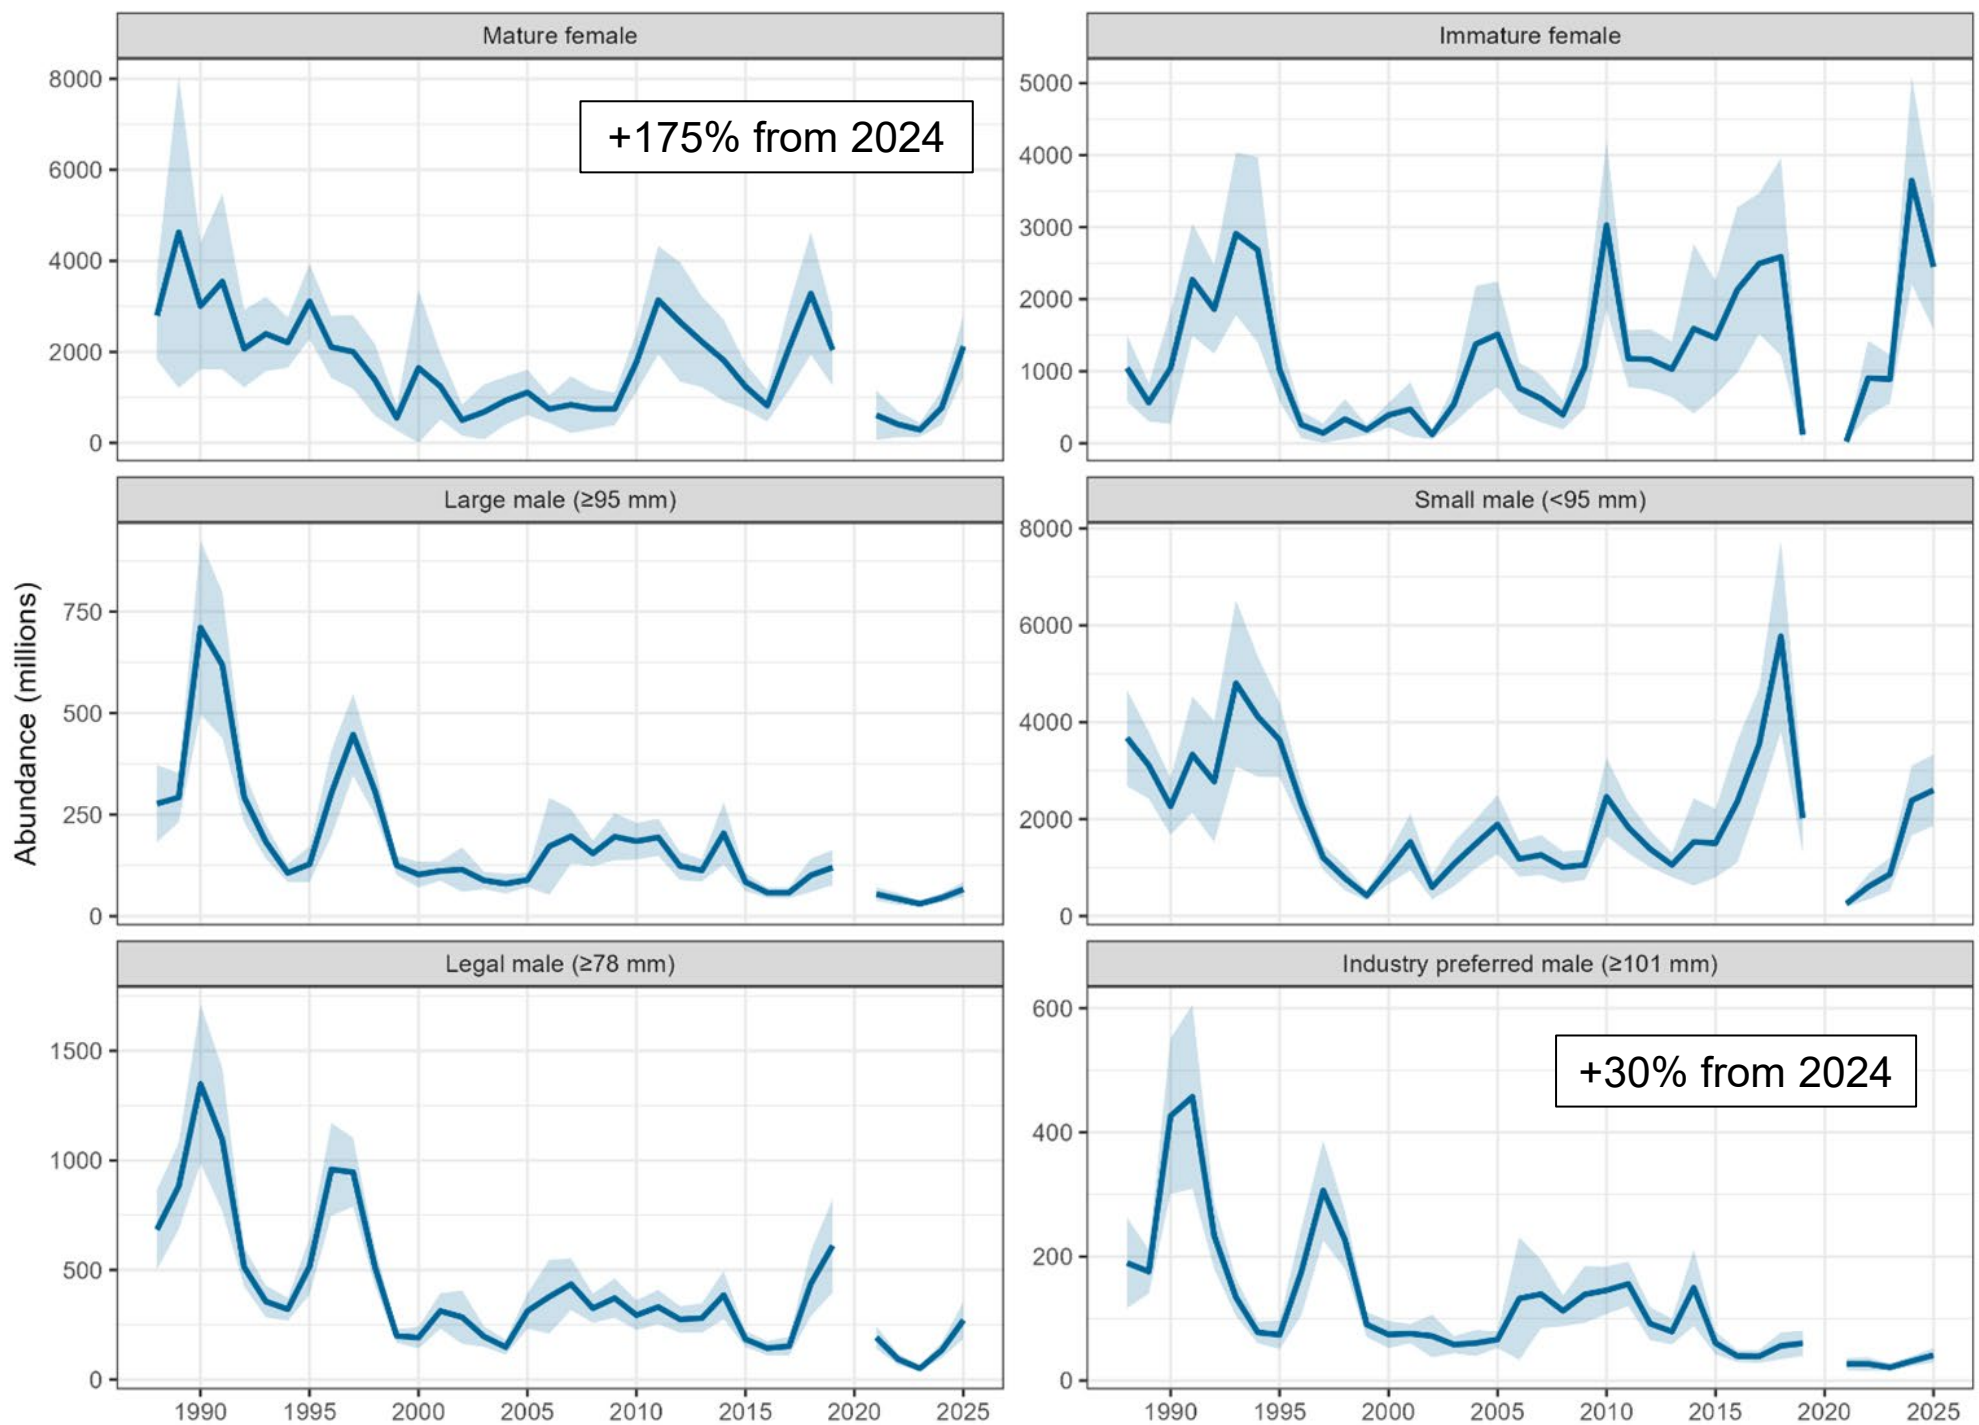 Mature female
8000
6000
4000
2000
0
+175% from 2024
Immature female
5000
4000
3000
2000
1000
0
Abundance (millions)
Large male (≥95 mm)
750
500
250
0
Small male (<95 mm)
8000
6000
4000
2000
0
Legal male (≥78 mm)
1500
1000
500
0
1990 1995 2000 2005 2010 2015 2020 2025
Industry preferred male (≥101 mm)
600
400
200
0
+30% from 2024
1990 1995 2000 2005 2010 2015 2020 2025